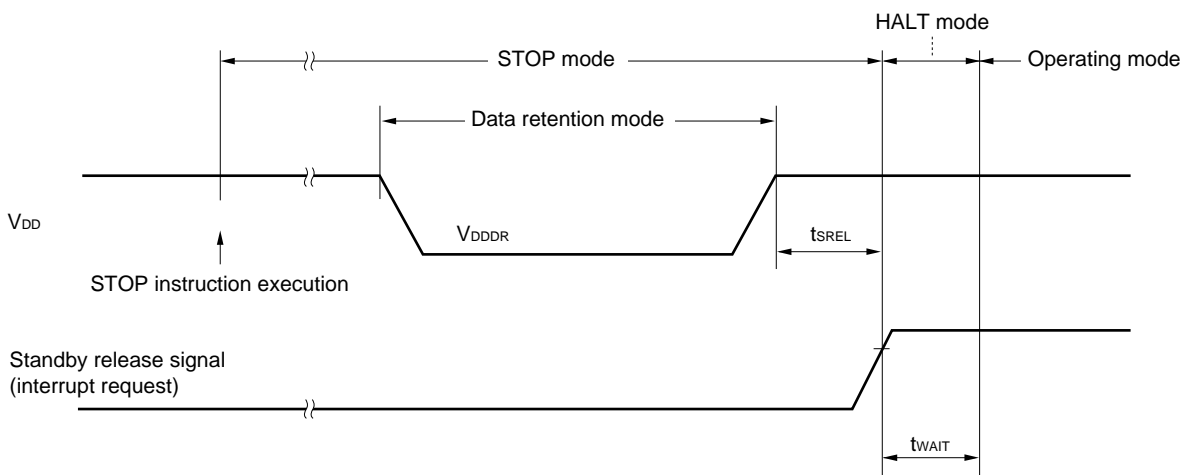 HALT mode
STOP mode
Operating mode
Data retention mode
VDD
VDDDR
tSREL
STOP instruction execution
Standby release signal
(interrupt request)
tWAIT